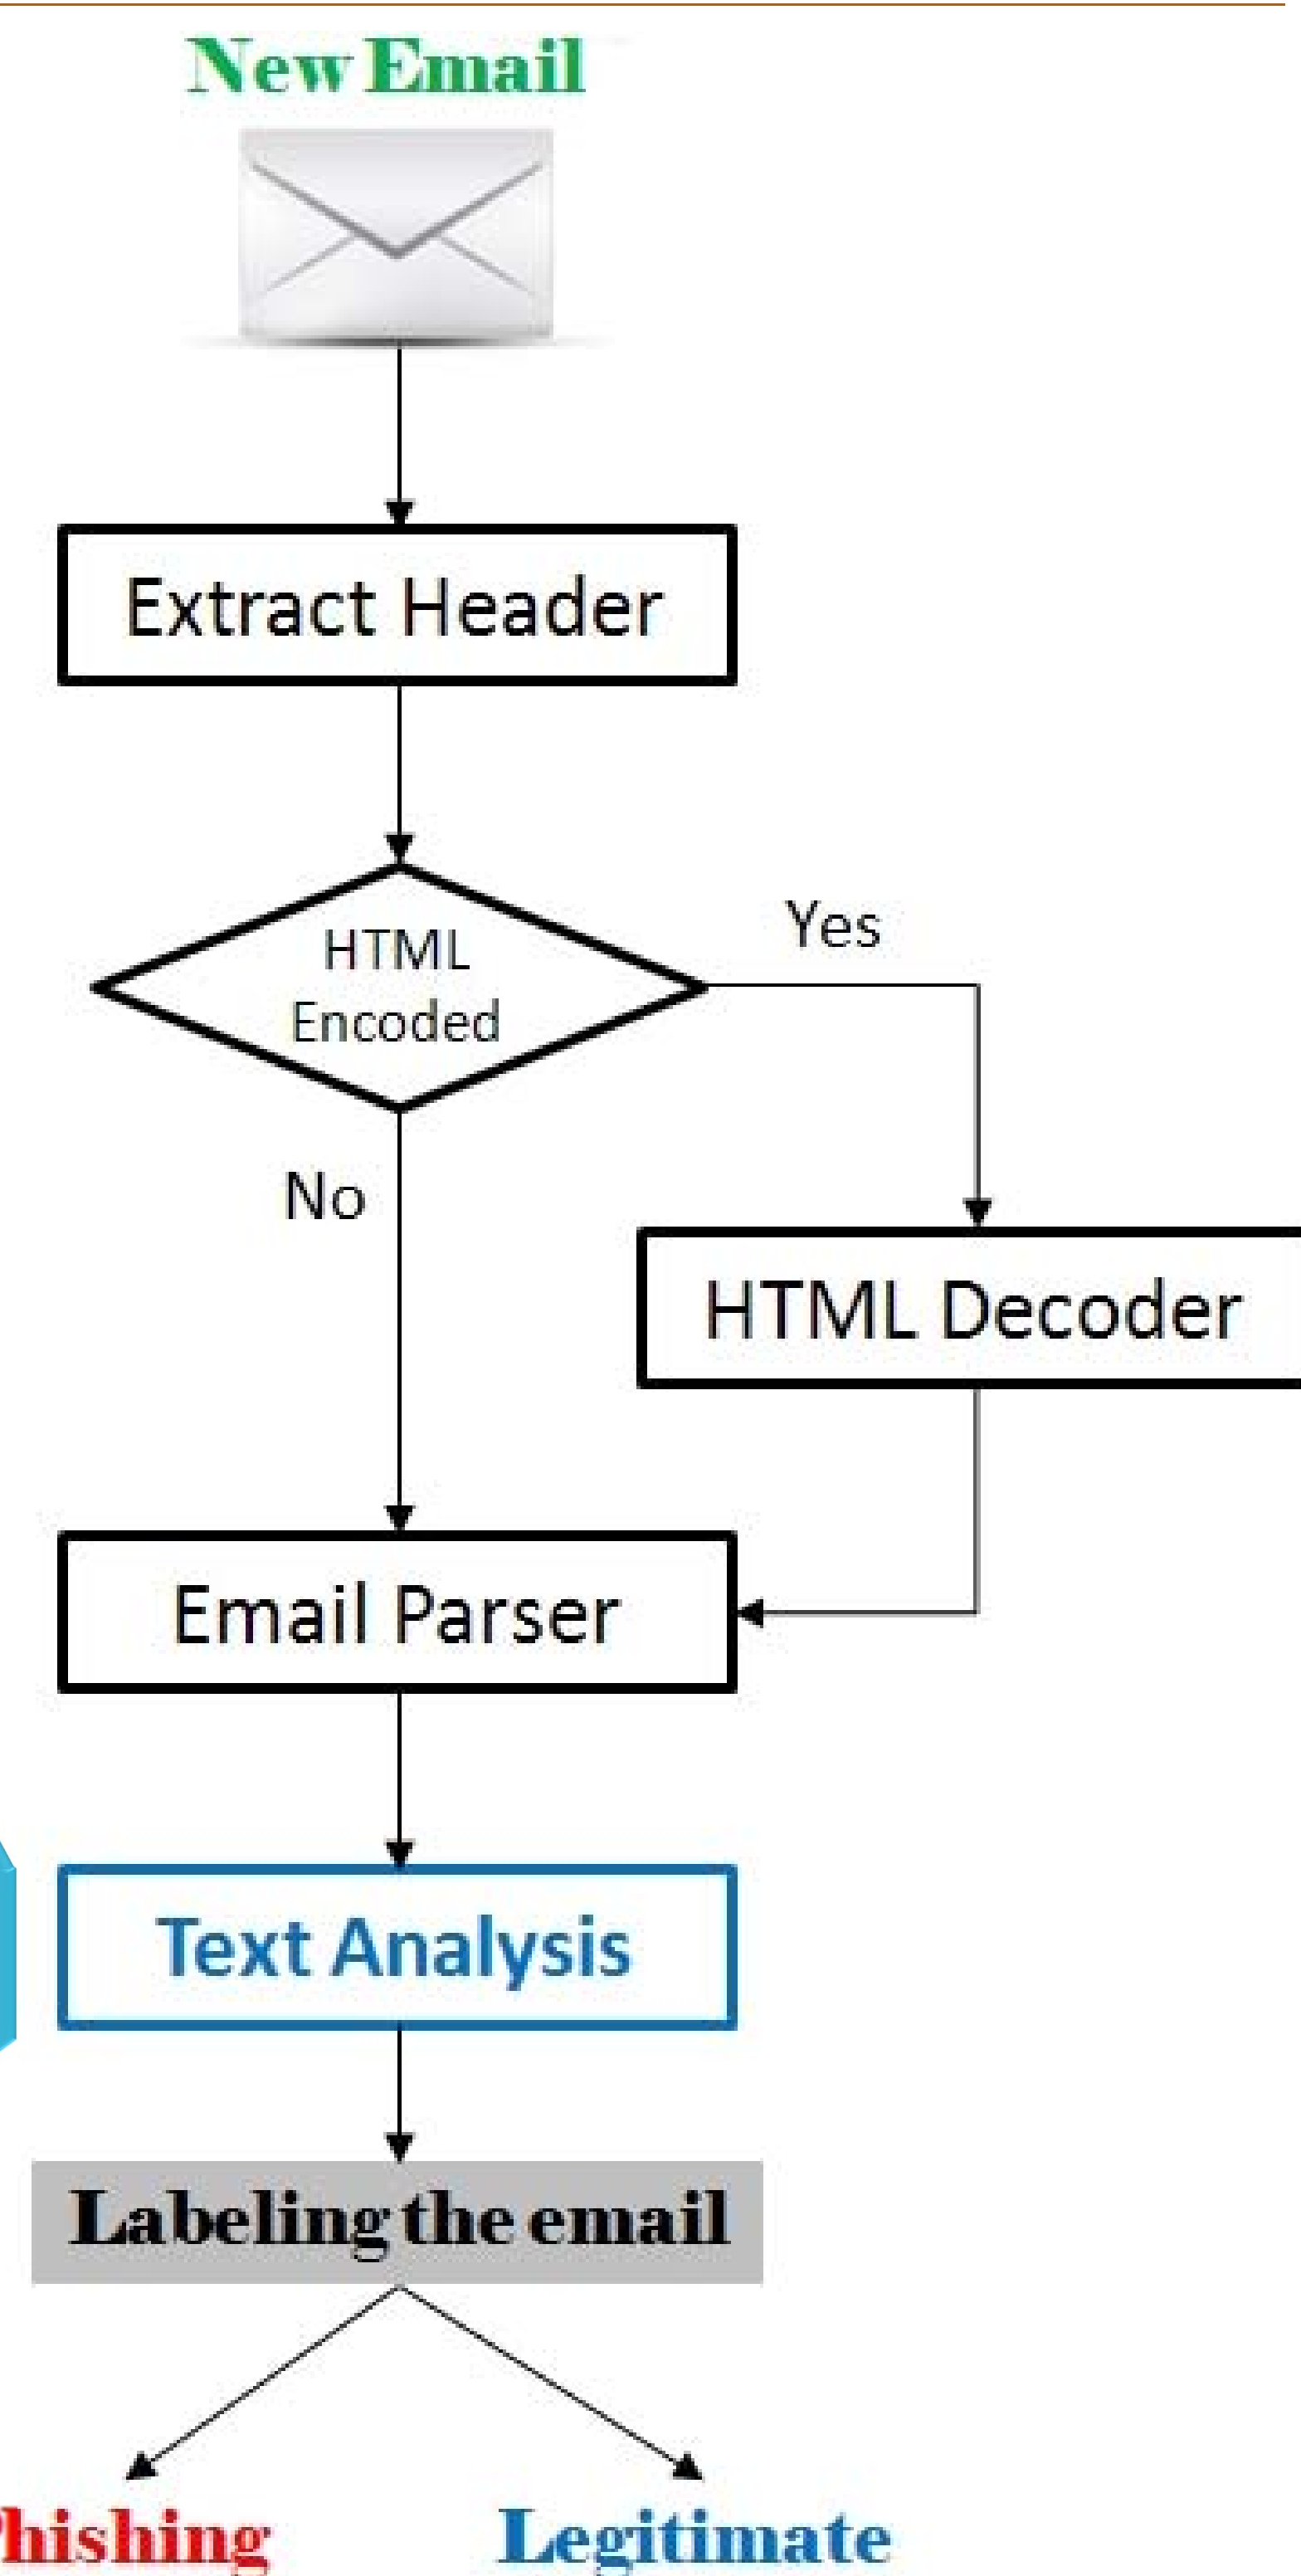 New Email
Extract Header
HTML
Encoded
Yes
No
HTML Decoder
Email Parser
Text Analysis
Labeling the email
hishing Legitimate